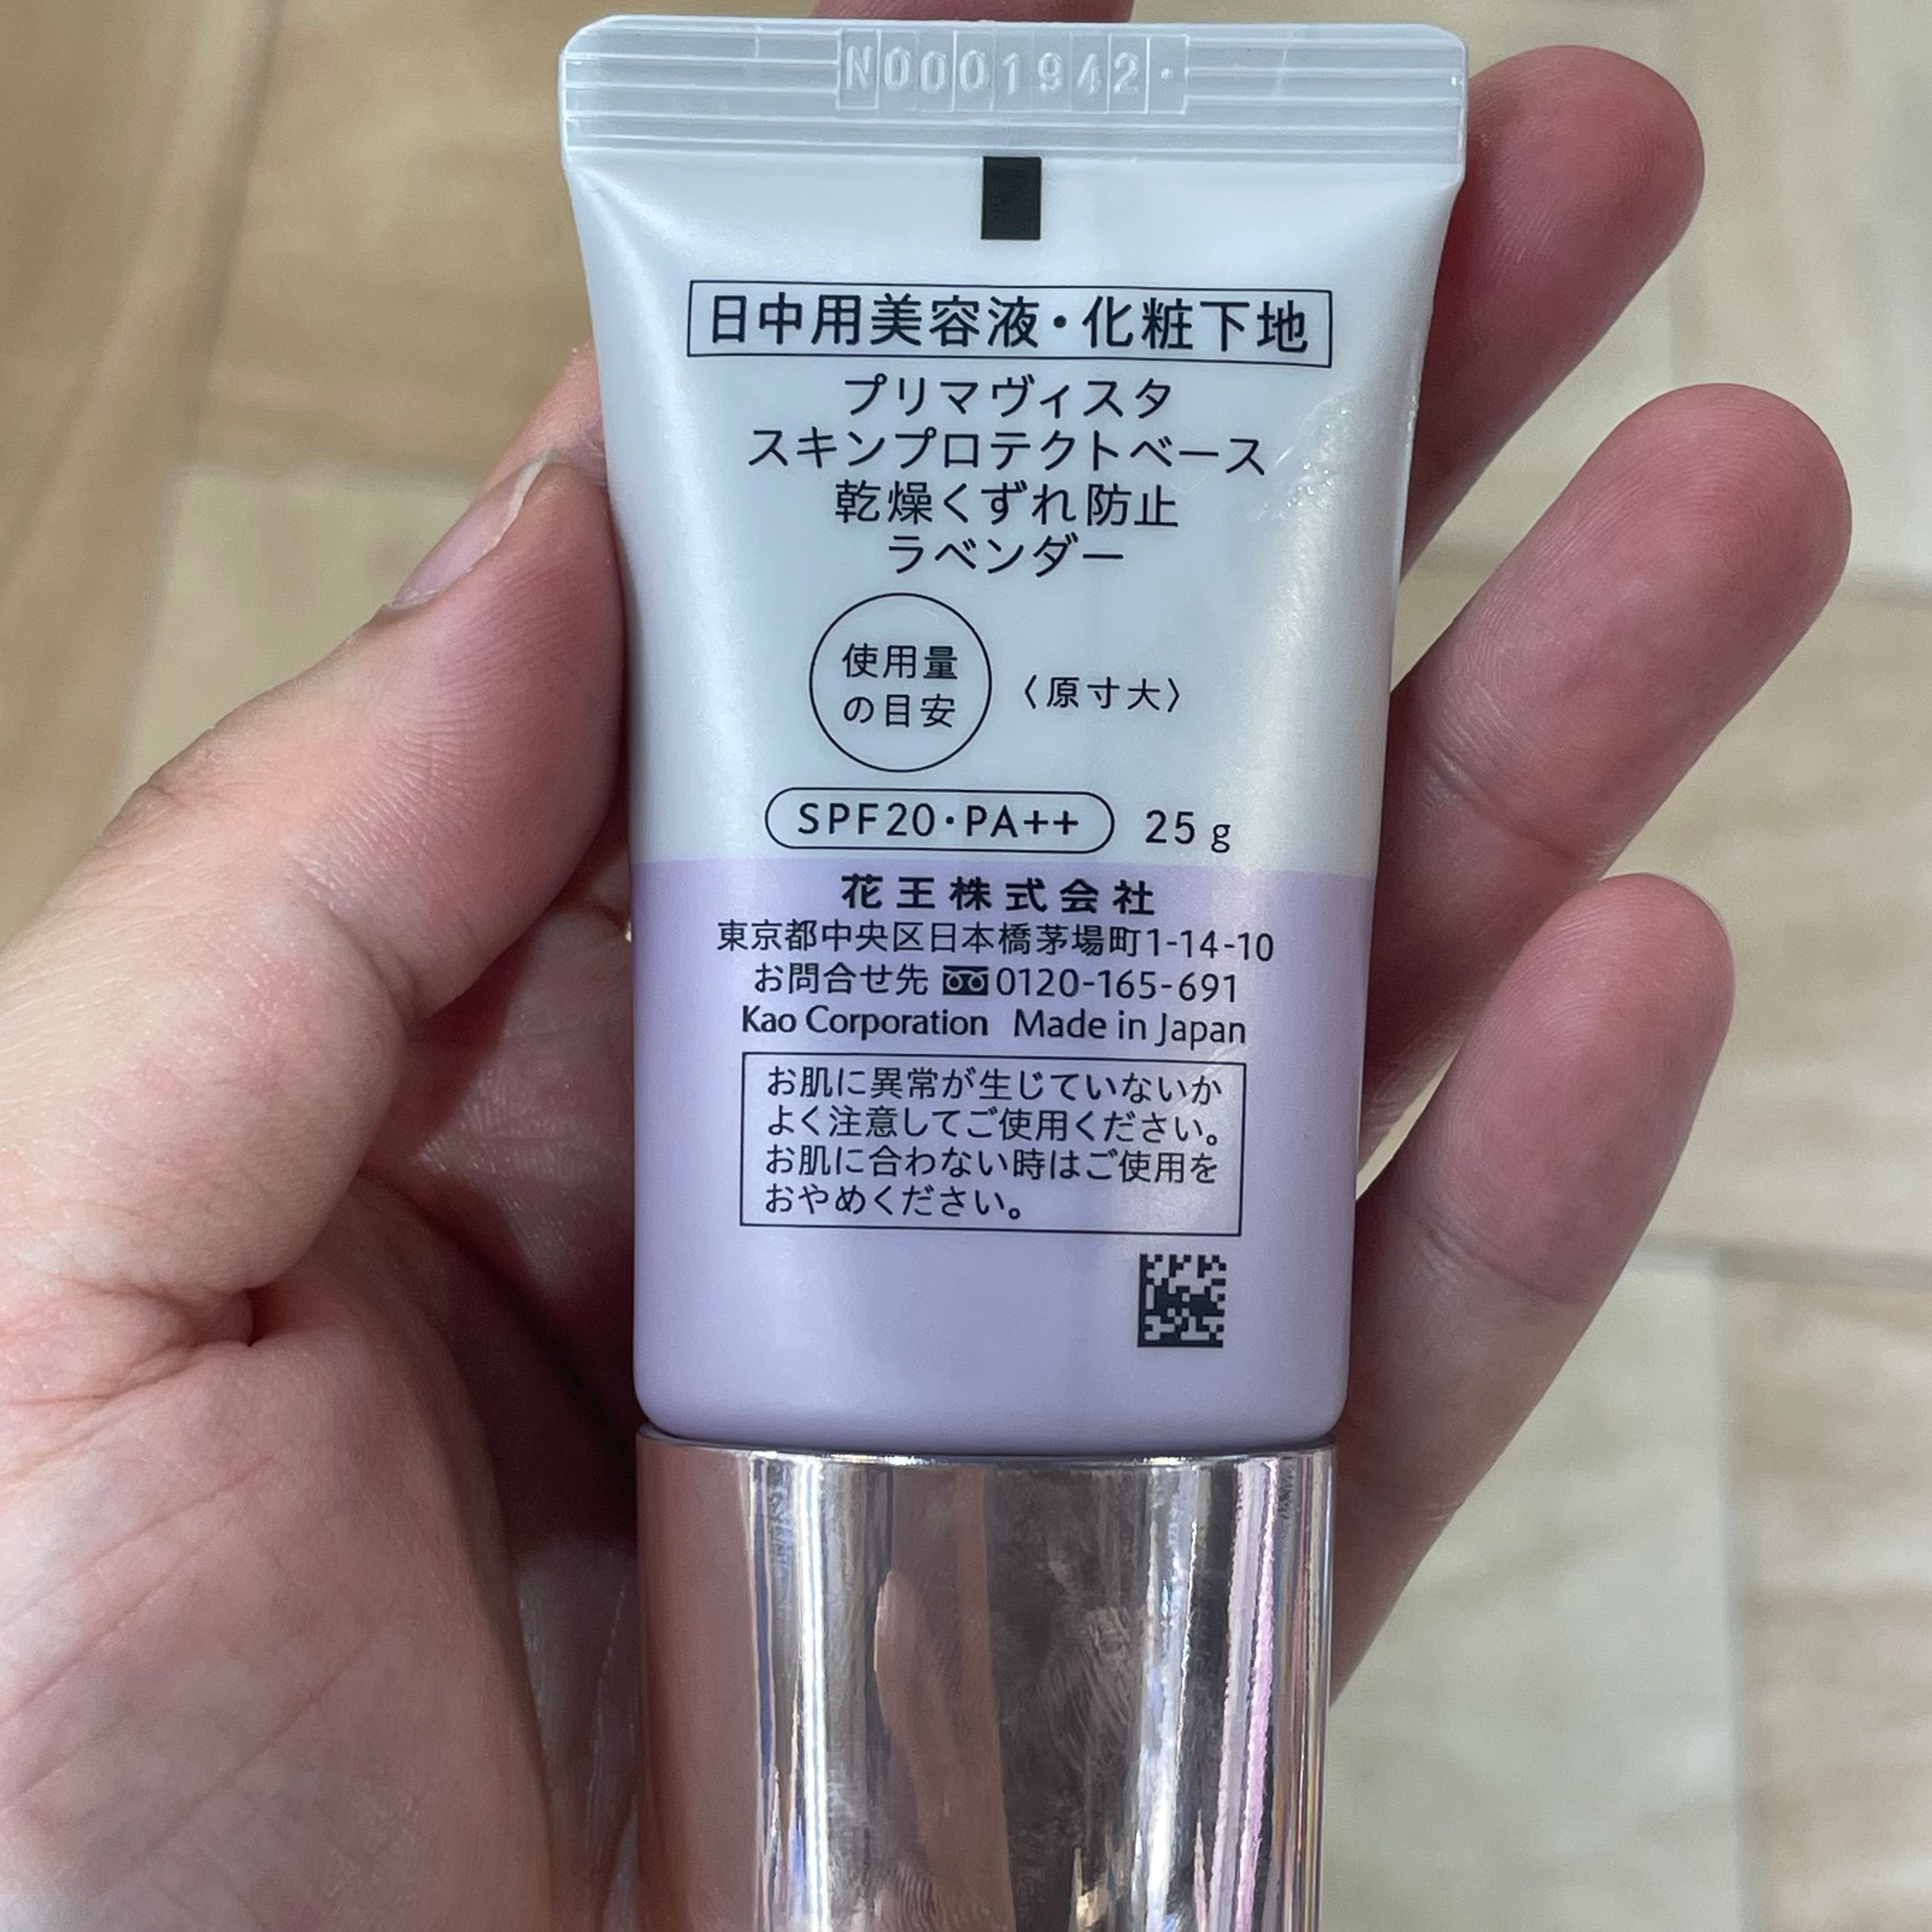 N0001942.
日中用美容液・化粧下地
プリマヴィスタ
スキンプロテクトベース
乾燥くずれ防止
ラベンダー
使用量
の目安
〈原寸大〉
SPF20・PA++ 25g
花王株式会社
東京都中央区日本橋茅場町1-14-10
お問合せ先 0120-165-691
Kao Corporation Made in Japan
お肌に異常が生じていないか
よく注意してご使用ください。
お肌に合わない時はご使用を
おやめください。